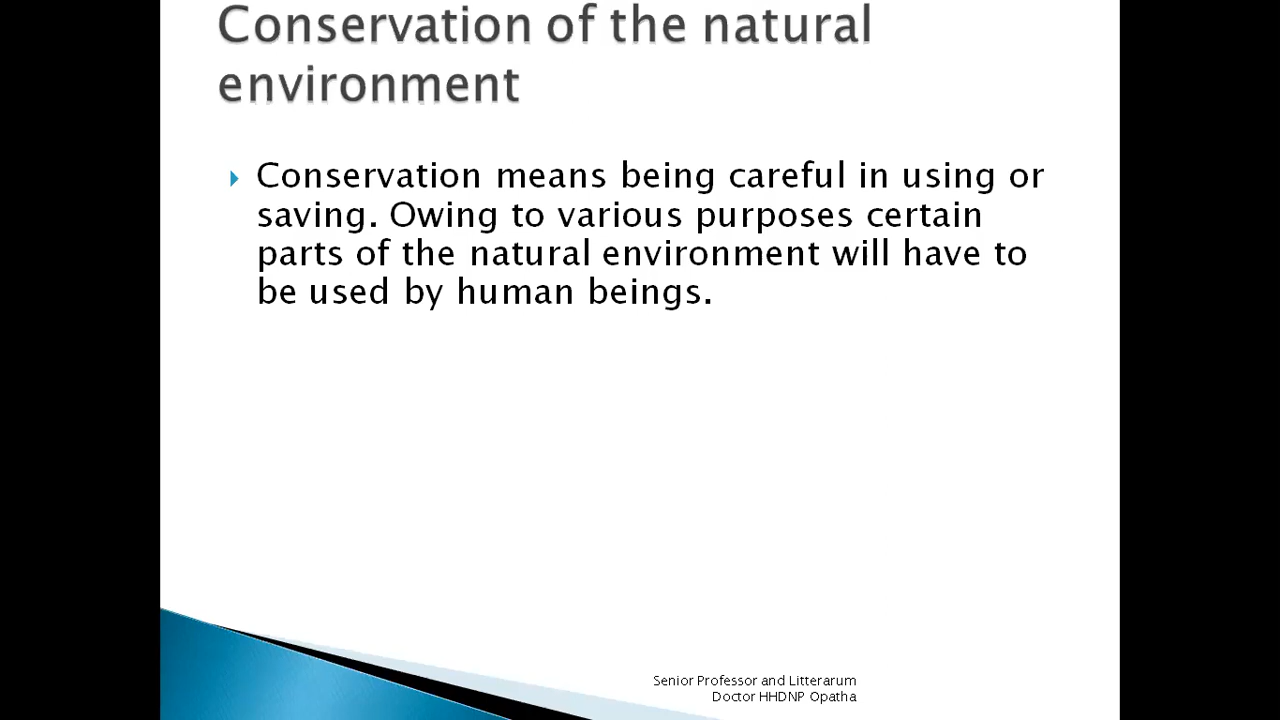 Conservation of the natural
environment
Conservation means being careful in using or
saving. Owing to various purposes certain
parts of the natural environment will have to
be used by human beings.
Senior Professor and Litterarum
Doctor HHDNP Opatha